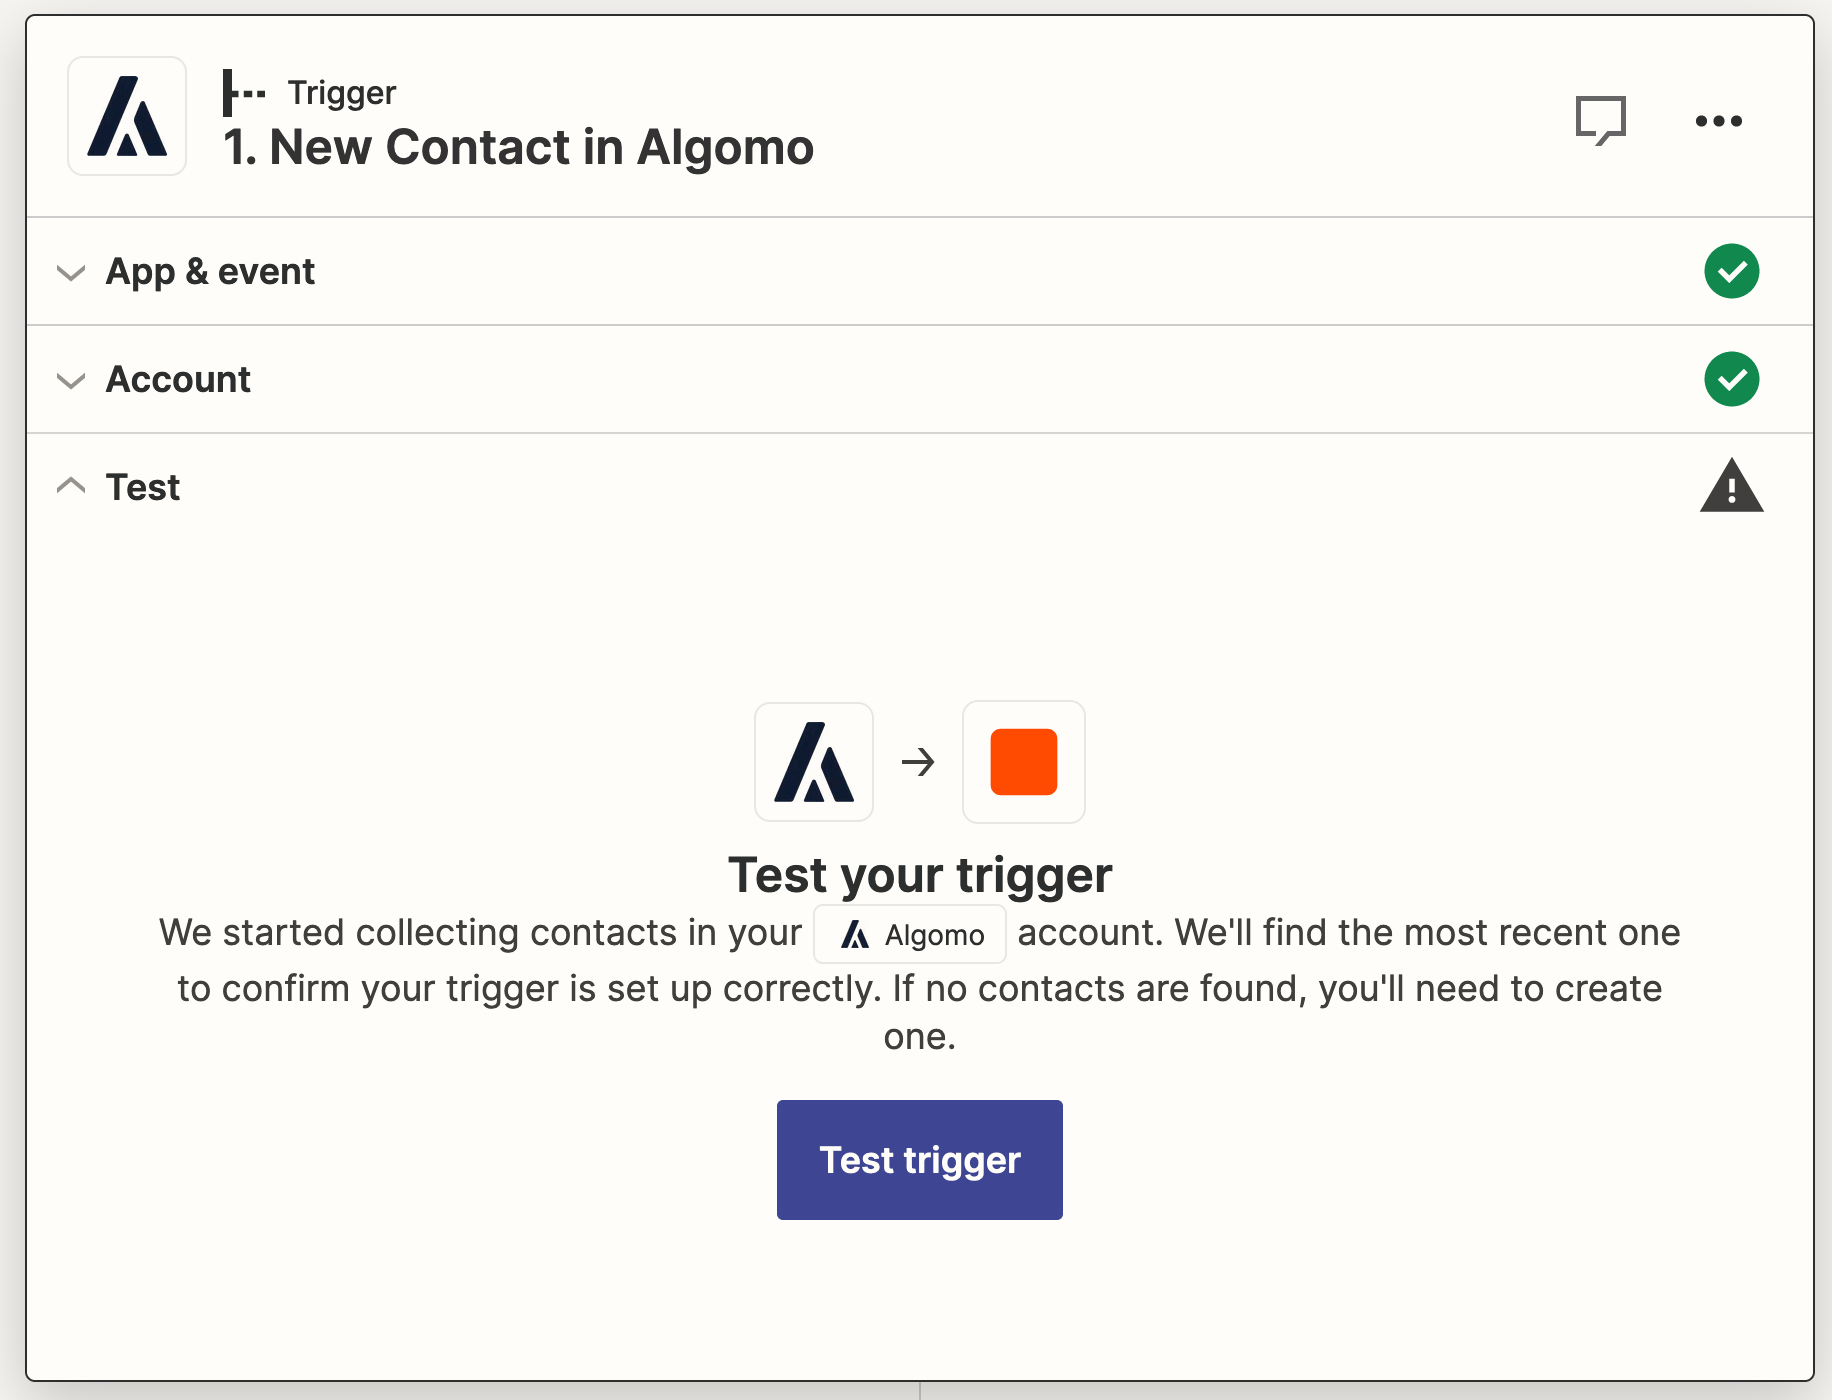 Trigger
1. New Contact in Algomo
App & event
Account
Test
Test your trigger
We started collecting contacts in your Algomo account. We'll find the most recent one
to confirm your trigger is set up correctly. If no contacts are found, you'll need to create
one.
Test trigger